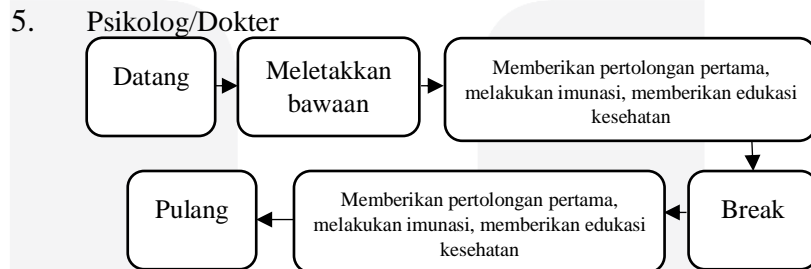 5. Psikolog/Dokter
Datang
Meletakkan
bawaan
Memberikan pertolongan pertama,
melakukan imunasi, memberikan edukasi
kesehatan
Break
Memberikan pertolongan pertama,
melakukan imunasi, memberikan edukasi
kesehatan
Pulang